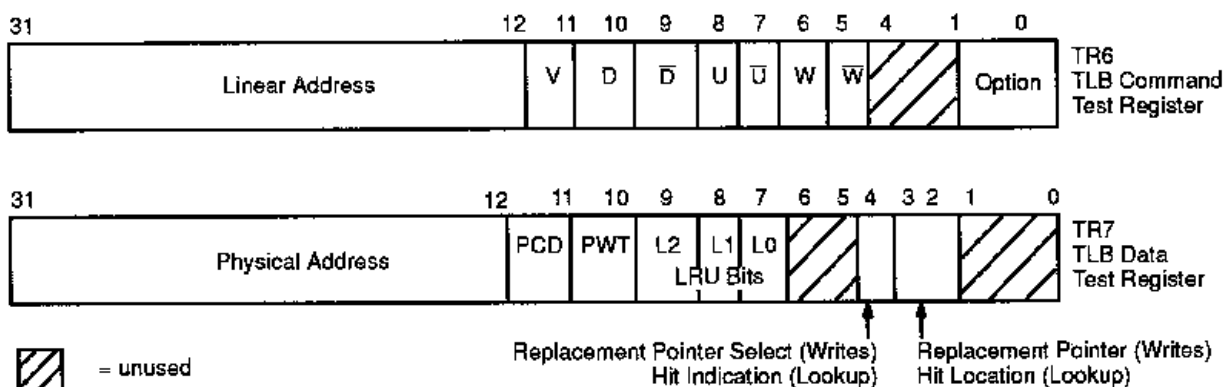 31 12 11 10 9 8 7 6 5 4 1 0
Linear Address V D D̅ U U̅ W W̅ Option
TR6
TLB Command
Test Register
31 12 11 10 9 8 7 6 5 4 3 2 1 0
Physical Address PCD PWT L2 L1 L0
LRU Bits
TR7
TLB Data
Test Register
Replacement Pointer Select (Writes)
Hit Indication (Lookup)
Replacement Pointer (Writes)
Hit Location (Lookup)
= unused